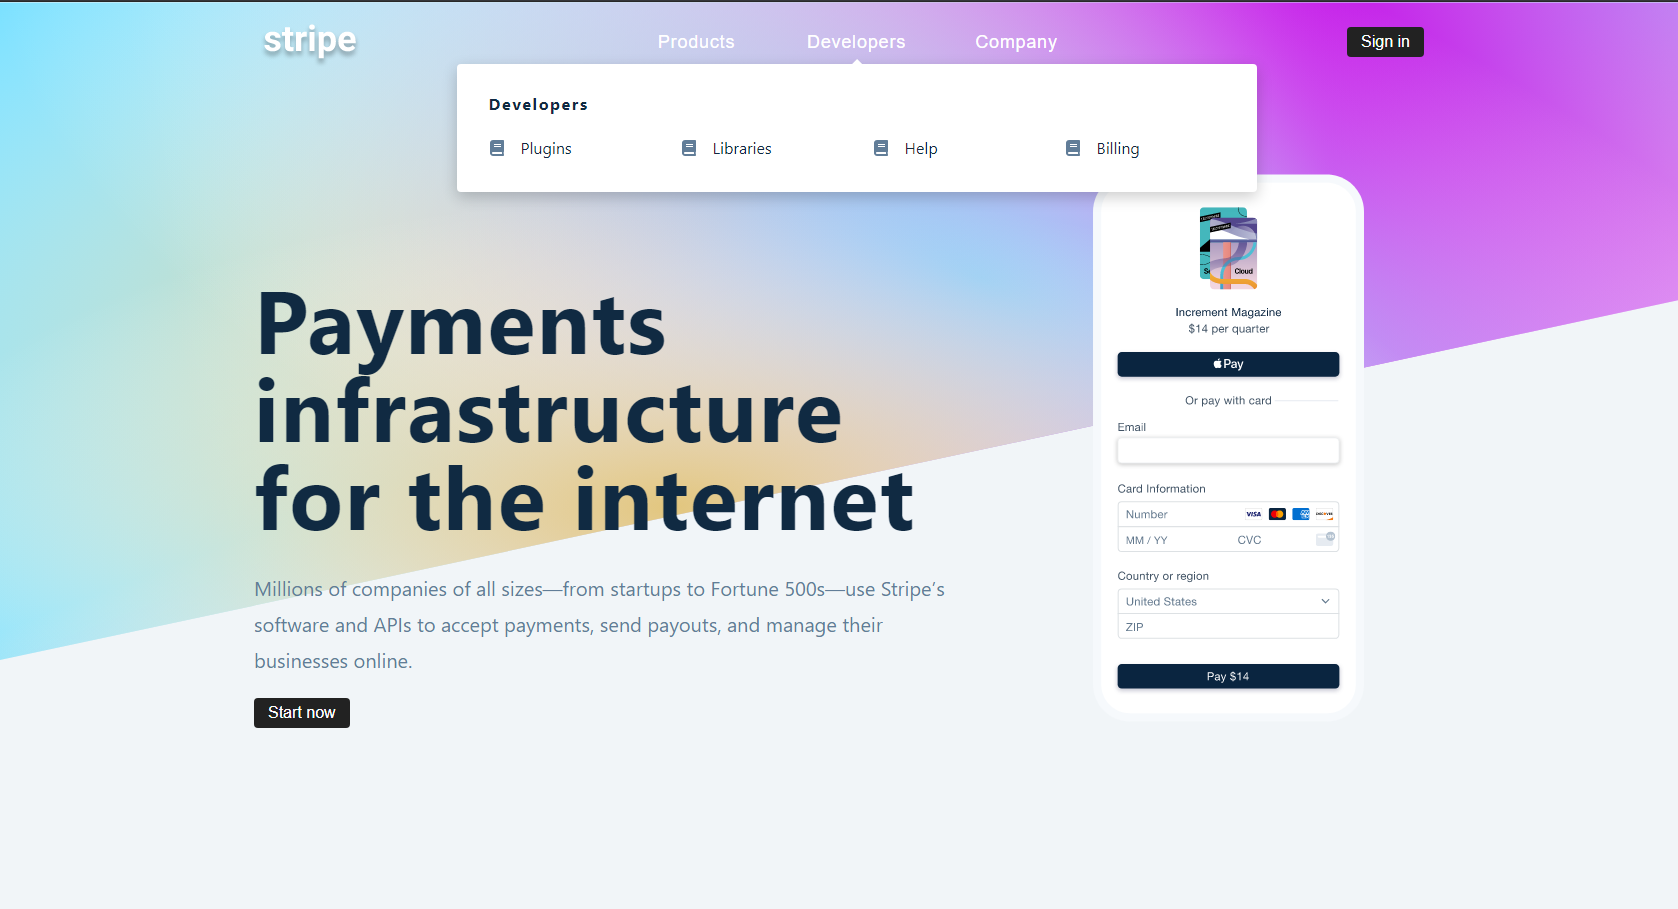 stripe
Products Developers Company
Sign in
Developers
Plugins Libraries Help Billing
Payments
infrastructure
for the internet
Millions of companies of all sizes—from startups to Fortune 500s—use Stripe’s
software and APIs to accept payments, send payouts, and manage their
businesses online.
Start now
Cloud
Increment Magazine
$14 per quarter
Pay
Or pay with card
Email
Card Information
Number VISA DISCOVER
MM / YY CVC
Country or region
United States
ZIP
Pay $14